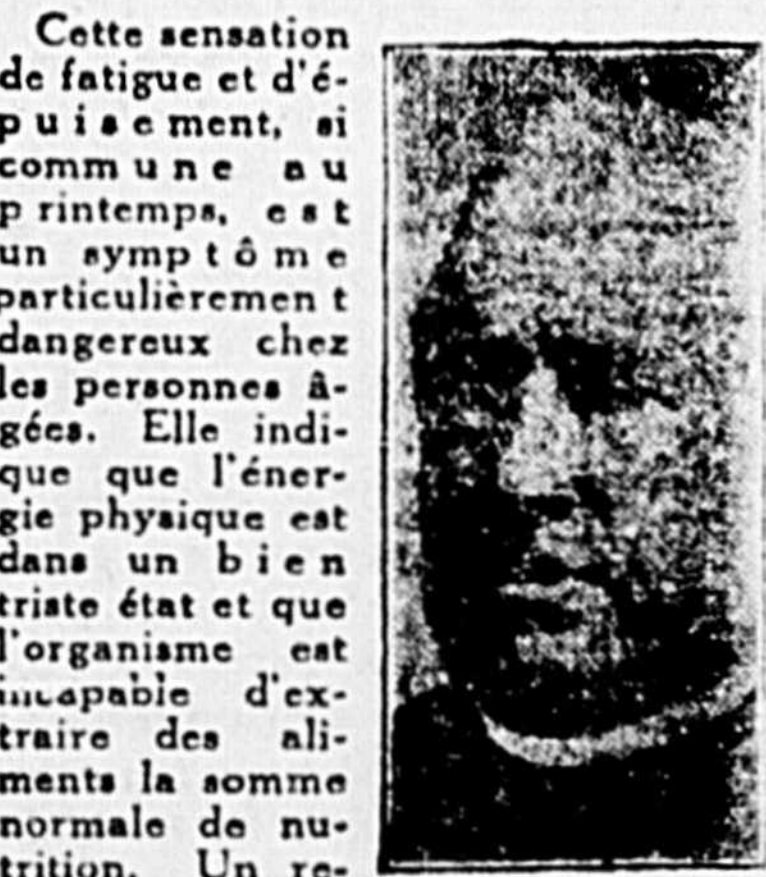 Cette sensation
de fatigue et d'é-
puisement, si
commune au
printemps, est
un symptôme
particulièrement
dangereux chez
les personnes â-
gées. Elle indi-
que que l'éner-
gie physique est
dans un bien
triste état et que
l'organisme est
incapable d'ex-
traire des ali-
ments la somme
normale de nu-
trition. Un re-